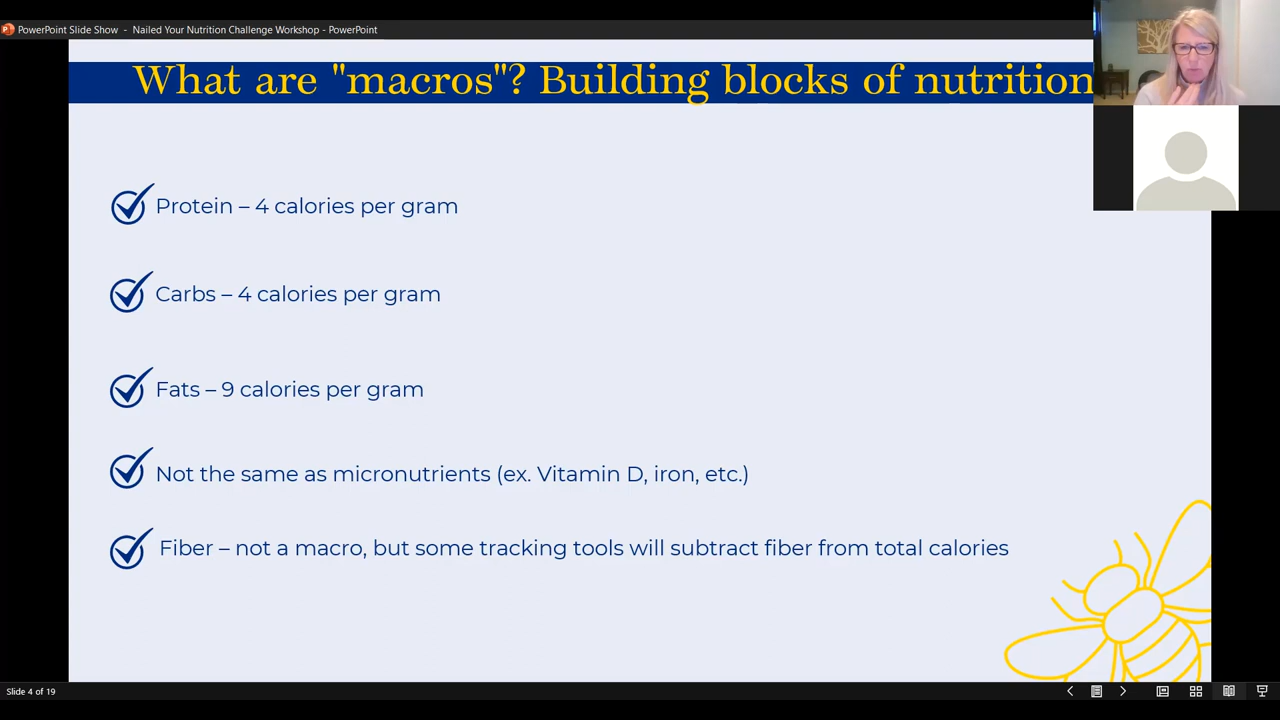 PowerPoint Slide Show - Nailed Your Nutrition Challenge Workshop - PowerPoint
What are "macros"? Building blocks of nutrition
Protein – 4 calories per gram
Carbs – 4 calories per gram
Fats – 9 calories per gram
Not the same as micronutrients (ex. Vitamin D, iron, etc.)
Fiber – not a macro, but some tracking tools will subtract fiber from total calories
Slide 4 of 19